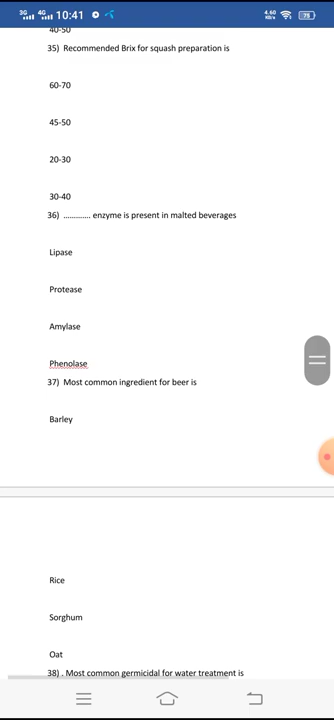 3G 4G 10:41 4.60 KB/s 75
40-50
35) Recommended Brix for squash preparation is
60-70
45-50
20-30
30-40
36) ............. enzyme is present in malted beverages
Lipase
Protease
Amylase
Phenolase
37) Most common ingredient for beer is
Barley
Rice
Sorghum
Oat
38) . Most common germicidal for water treatment is